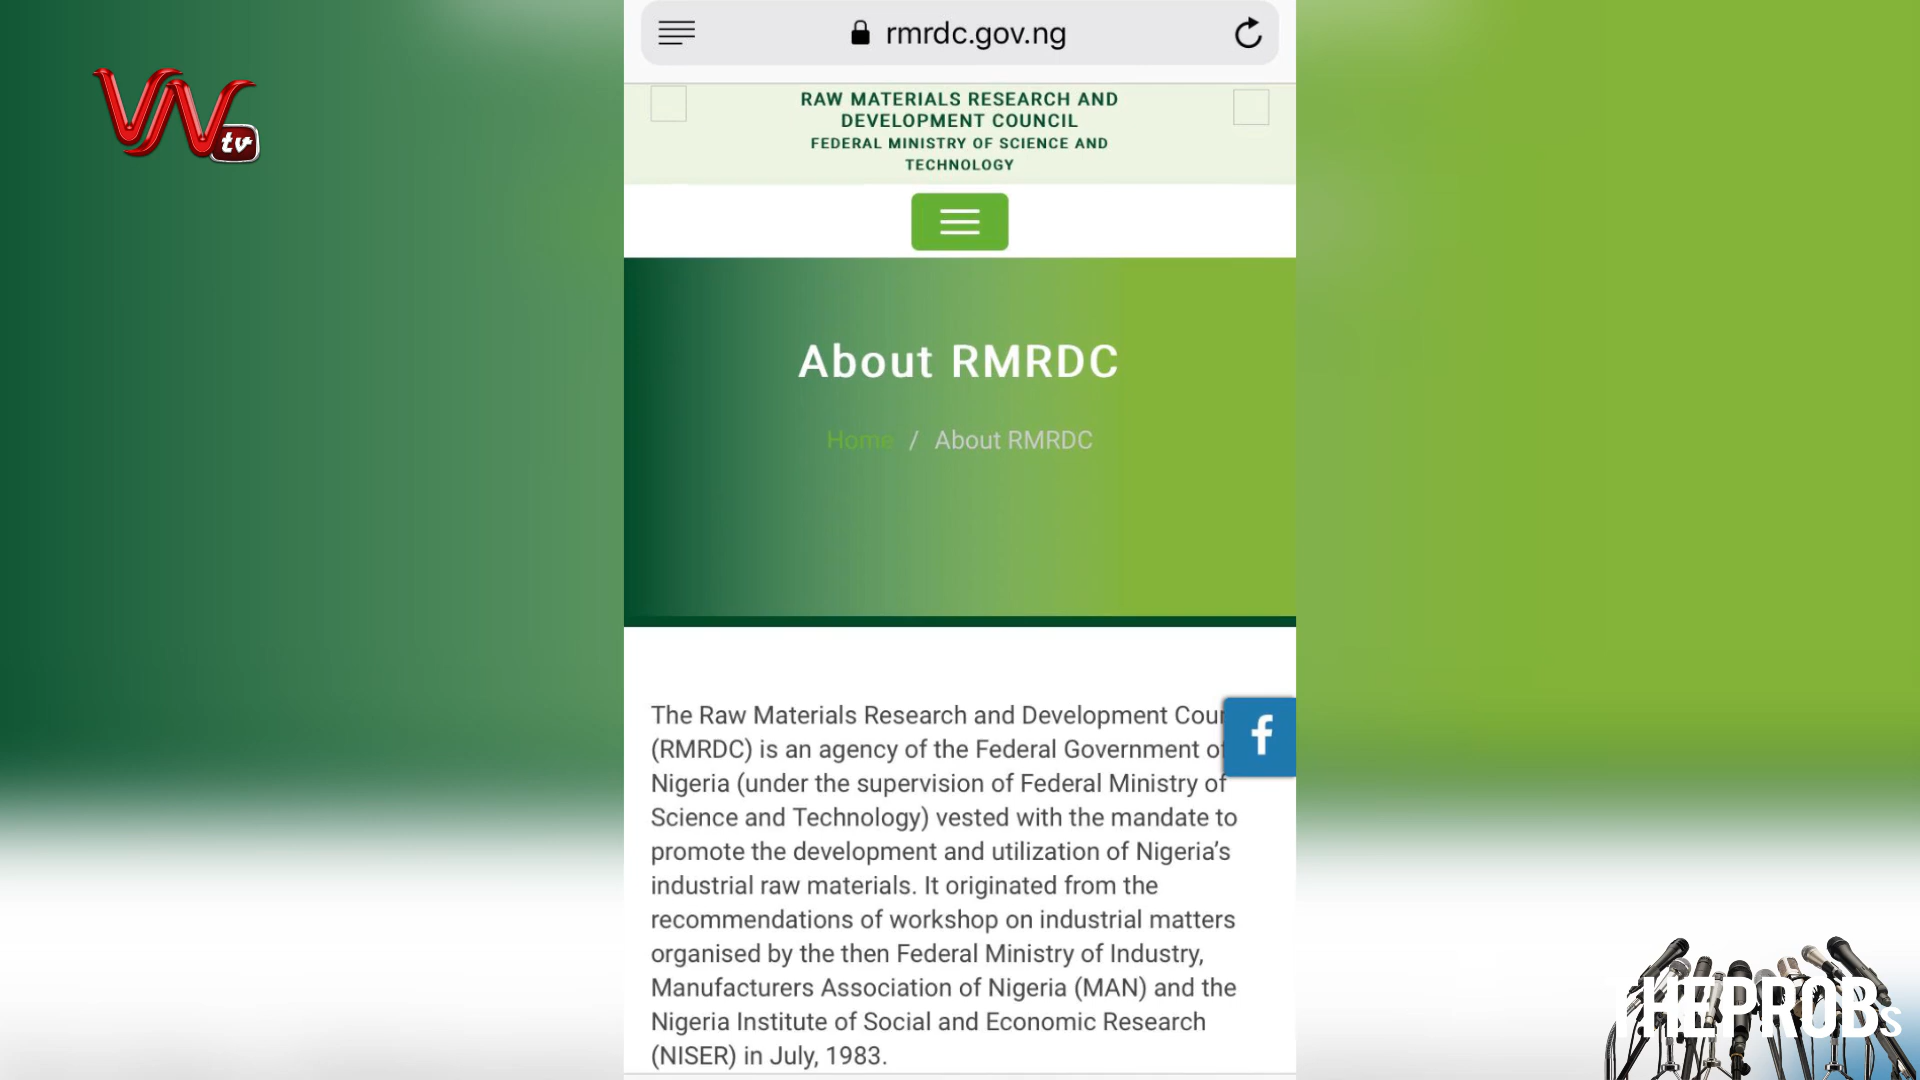 VV
tv
rmrdc.gov.ng
RAW MATERIALS RESEARCH AND
DEVELOPMENT COUNCIL
FEDERAL MINISTRY OF SCIENCE AND
TECHNOLOGY
About RMRDC
Home / About RMRDC
The Raw Materials Research and Development Cour
(RMRDC) is an agency of the Federal Government of
Nigeria (under the supervision of Federal Ministry of
Science and Technology) vested with the mandate to
promote the development and utilization of Nigeria’s
industrial raw materials. It originated from the
recommendations of workshop on industrial matters
organised by the then Federal Ministry of Industry,
Manufacturers Association of Nigeria (MAN) and the
Nigeria Institute of Social and Economic Research
(NISER) in July, 1983.
f
THEPROBs